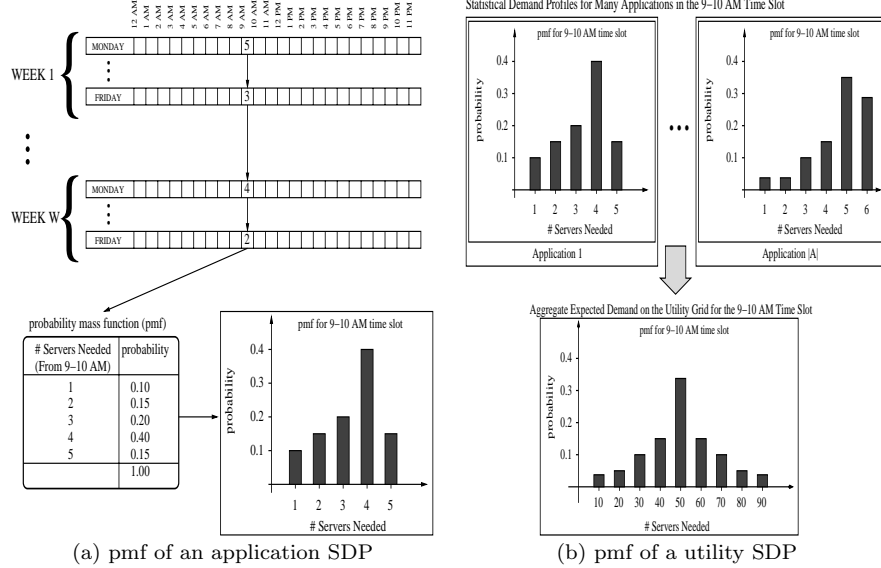 12 AM
1 AM
2 AM
3 AM
4 AM
5 AM
6 AM
7 AM
8 AM
9 AM
10 AM
11 AM
12 PM
1 PM
2 PM
3 PM
4 PM
5 PM
6 PM
7 PM
8 PM
9 PM
10 PM
11 PM
WEEK 1
MONDAY
5
FRIDAY
3
WEEK W
MONDAY
4
FRIDAY
2
probability mass function (pmf)
# Servers Needed probability
(From 9–10 AM)
1 0.10
2 0.15
3 0.20
4 0.40
5 0.15
1.00
pmf for 9–10 AM time slot
probability
0.4
0.3
0.2
0.1
1 2 3 4 5
# Servers Needed
(a) pmf of an application SDP
Statistical Demand Profiles for Many Applications in the 9–10 AM Time Slot
pmf for 9–10 AM time slot
probability
0.4
0.3
0.2
0.1
1 2 3 4 5
# Servers Needed
Application 1
pmf for 9–10 AM time slot
probability
0.4
0.3
0.2
0.1
1 2 3 4 5 6
# Servers Needed
Application |A|
Aggregate Expected Demand on the Utility Grid for the 9–10 AM Time Slot
pmf for 9–10 AM time slot
probability
0.4
0.3
0.2
0.1
10 20 30 40 50 60 70 80 90
# Servers Needed
(b) pmf of a utility SDP